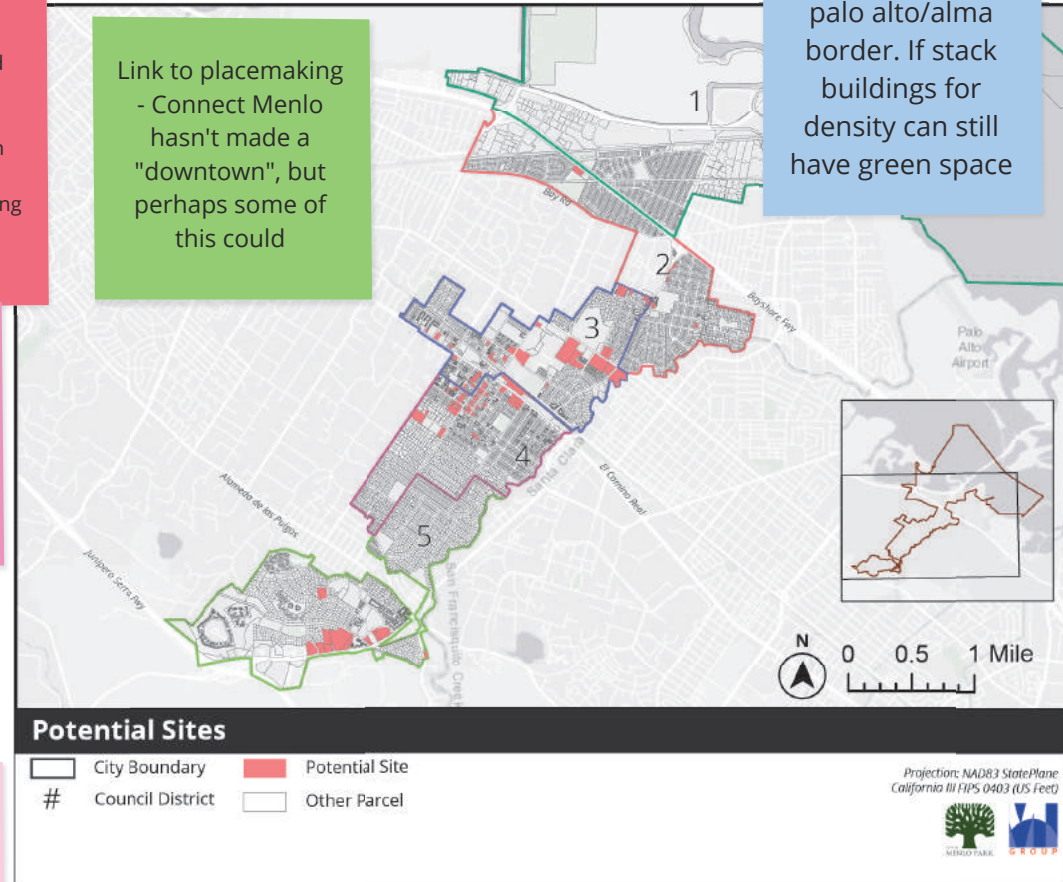 palo alto/alma
border. If stack
buildings for
density can still
have green space
Link to placemaking
- Connect Menlo
hasn't made a
"downtown", but
perhaps some of
this could
ng
1
Bay Rd
2
Bayshore Fwy
3
Palo
Alto
Airport
4
Santa Clara
El Camino Real
Alameda de las Pulgas
5
Junipero Serra Fwy
San Francisquito Creek
N
0 0.5 1 Mile
Potential Sites
City Boundary
Potential Site
# Council District
Other Parcel
Projection: NAD83 StatePlane
California III FIPS 0403 (US Feet)
MENLO PARK
GROUP